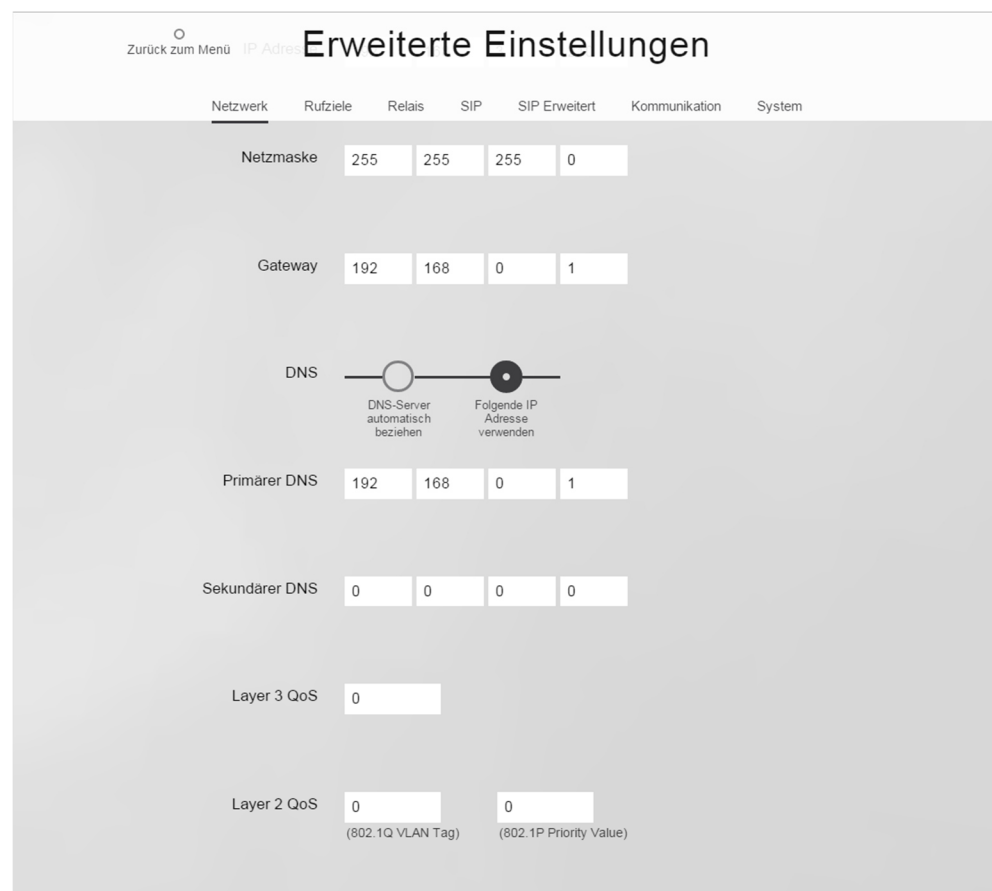 Erweiterte Einstellungen
Zurück zum Menü
IP Adresse
Netzwerk Rufziele Relais SIP SIP Erweitert Kommunikation System
Netzmaske 255 255 255 0
Gateway 192 168 0 1
DNS
DNS-Server automatisch beziehen
Folgende IP Adresse verwenden
Primärer DNS 192 168 0 1
Sekundärer DNS 0 0 0 0
Layer 3 QoS 0
Layer 2 QoS 0 0
(802.1Q VLAN Tag) (802.1P Priority Value)